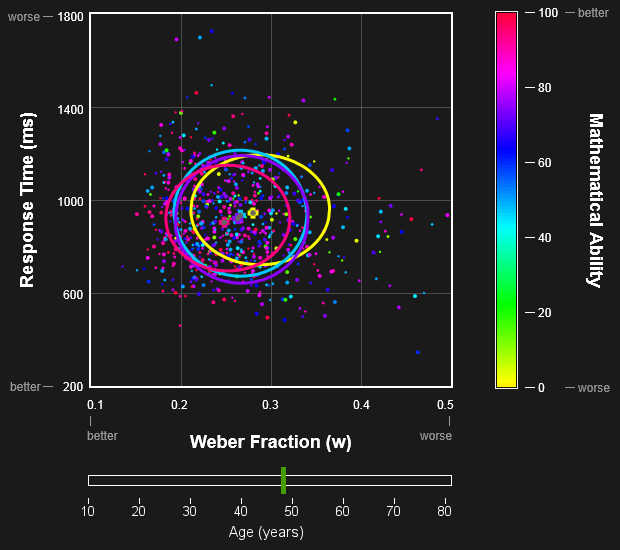 worse
1800
1400
1000
600
200
better
Response Time (ms)
0.1 0.2 0.3 0.4 0.5
better
worse
Weber Fraction (w)
100
80
60
40
20
0
better
worse
Mathematical Ability
10 20 30 40 50 60 70 80
Age (years)